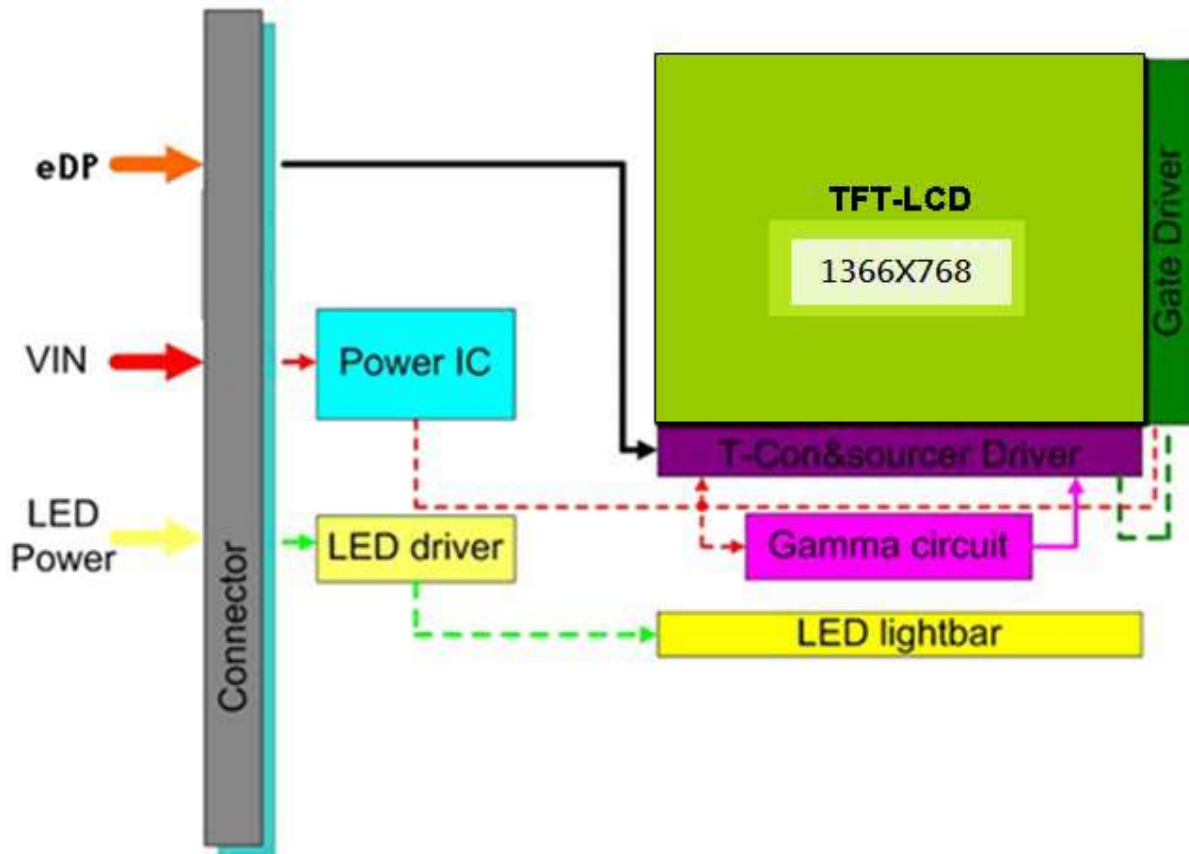 eDP
VIN
LED
Power
Connector
Power IC
LED driver
TFT-LCD
1366X768
Gate Driver
T-Con&sourcer Driver
Gamma circuit
LED lightbar